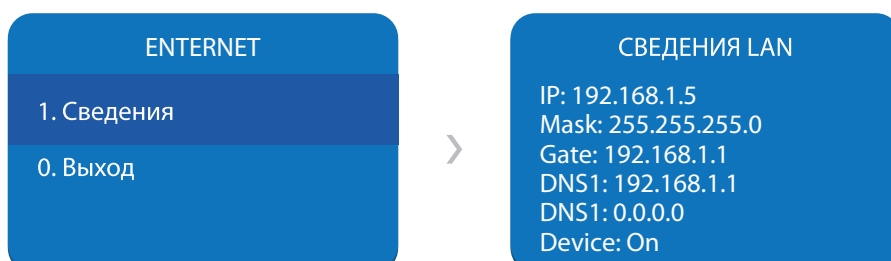 ENTERNET
1. Сведения
0. Выход
СВЕДЕНИЯ LAN
IP: 192.168.1.5
Mask: 255.255.255.0
Gate: 192.168.1.1
DNS1: 192.168.1.1
DNS1: 0.0.0.0
Device: On